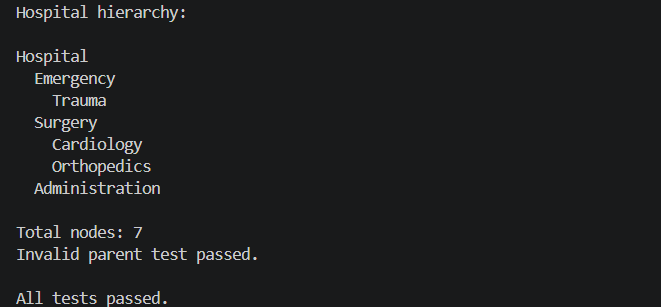 Hospital hierarchy:
Hospital
Emergency
Trauma
Surgery
Cardiology
Orthopedics
Administration
Total nodes: 7
Invalid parent test passed.
All tests passed.